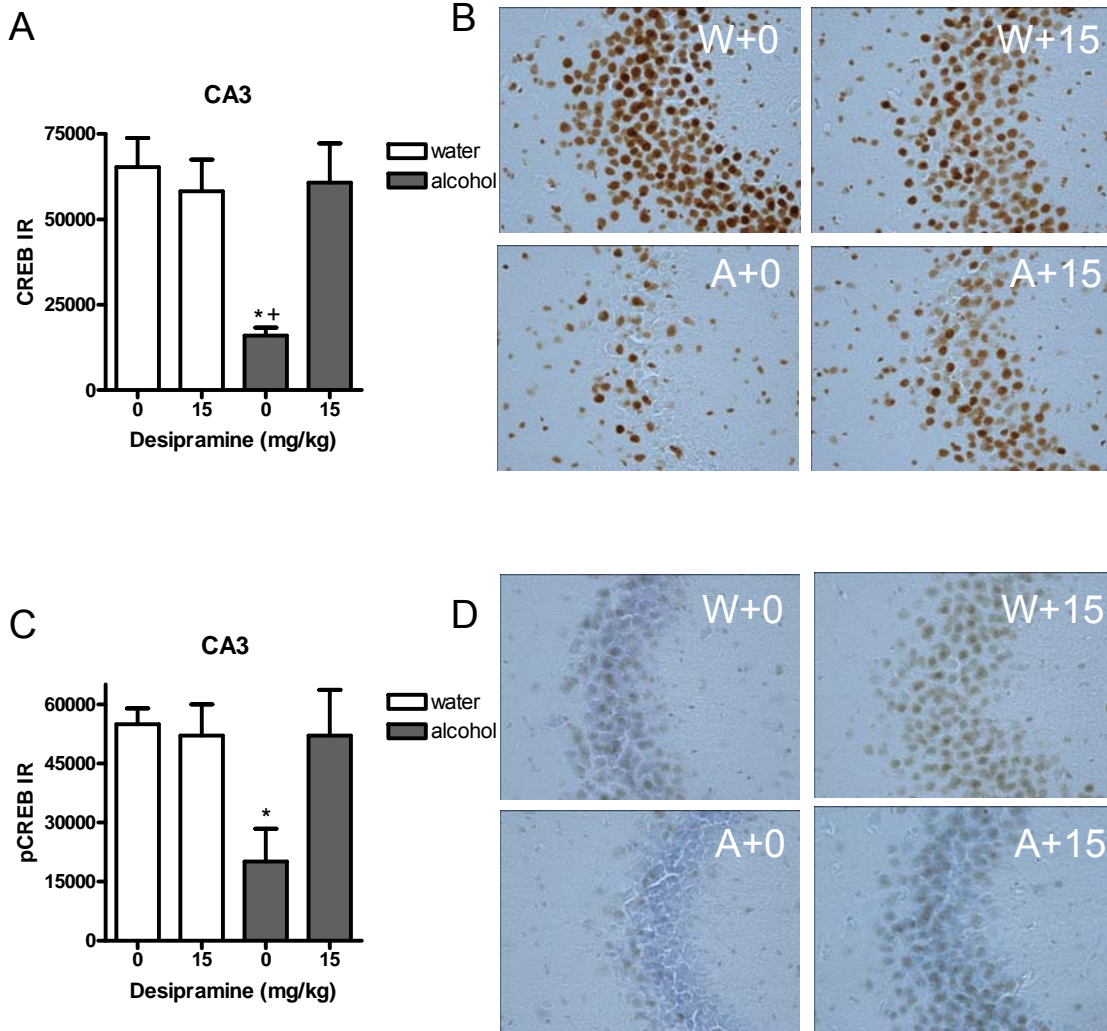 A
CA3
75000
50000
25000
0
CREB IR
* +
0 15 0 15
Desipramine (mg/kg)
water
alcohol
B
W+0
W+15
A+0
A+15
C
CA3
60000
45000
30000
15000
0
pCREB IR
*
0 15 0 15
Desipramine (mg/kg)
water
alcohol
D
W+0
W+15
A+0
A+15